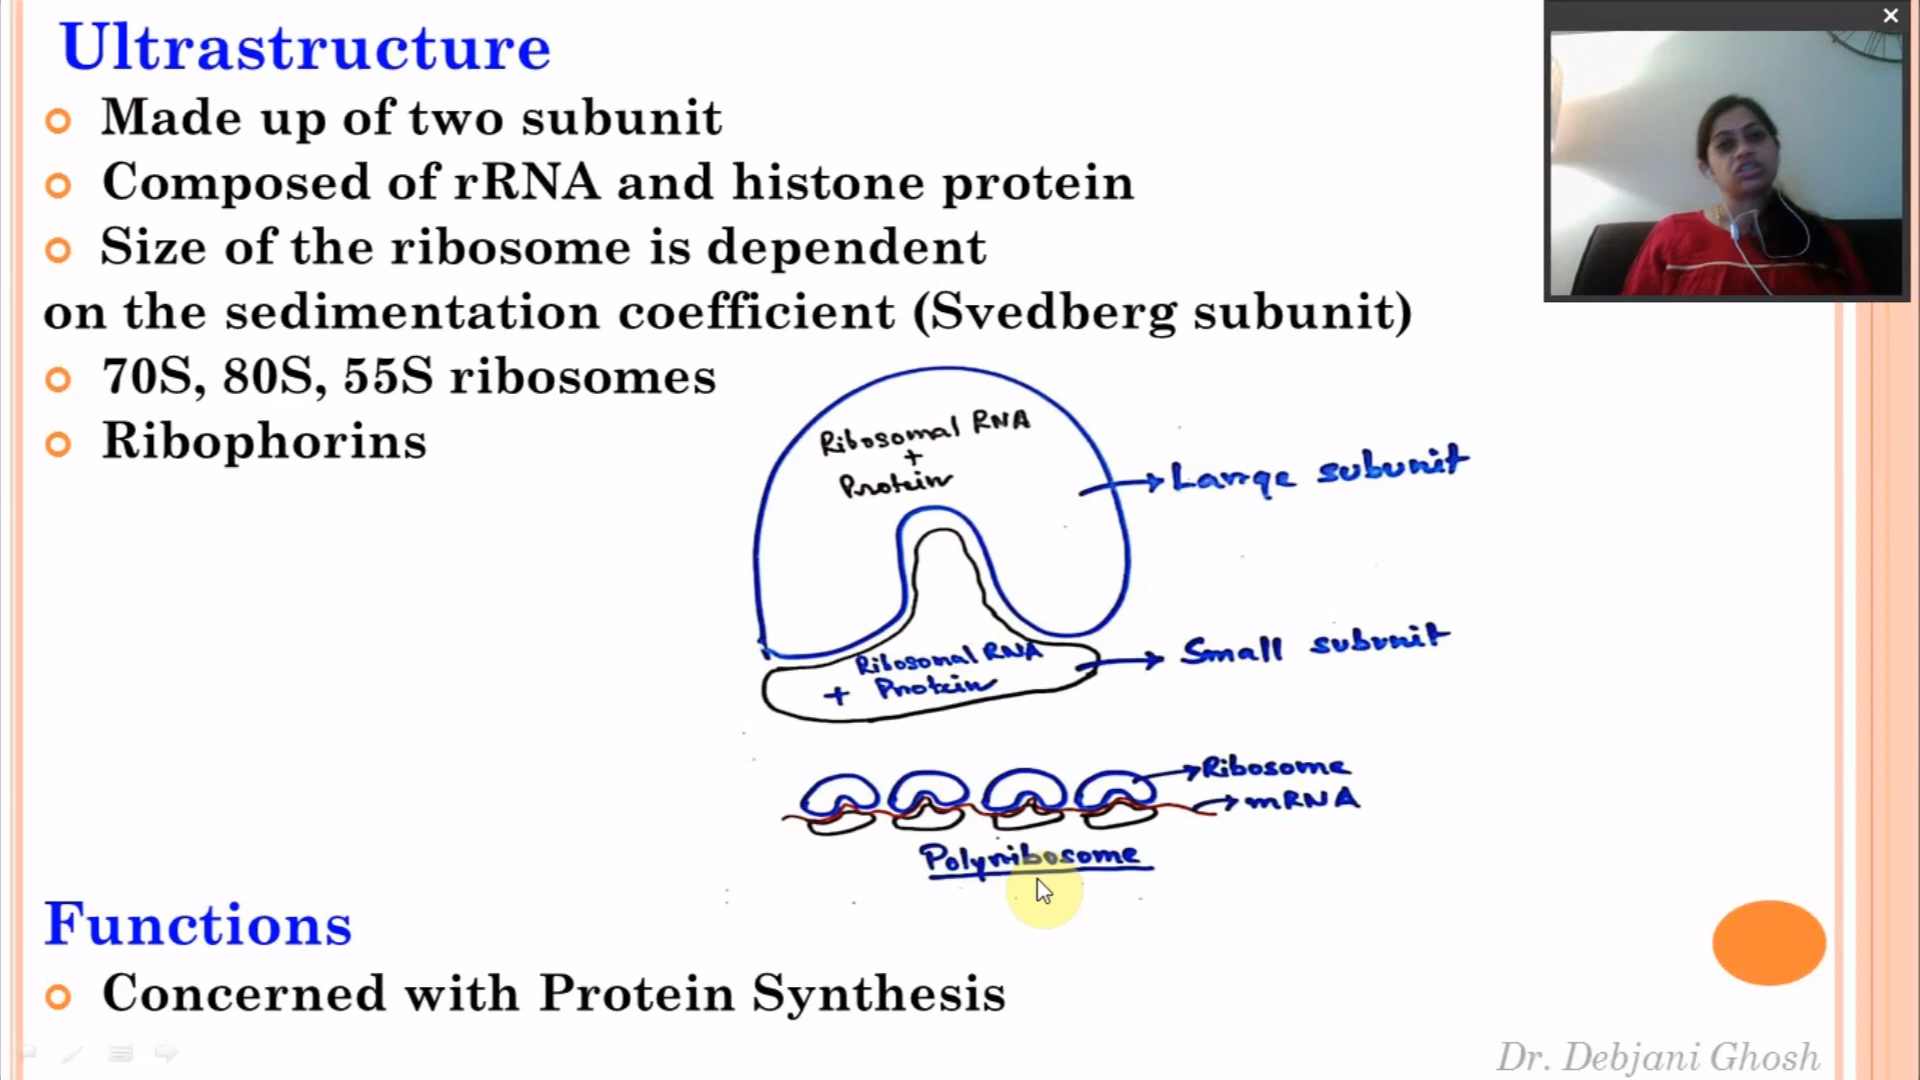 Ultrastructure
Made up of two subunit
Composed of rRNA and histone protein
Size of the ribosome is dependent
on the sedimentation coefficient (Svedberg subunit)
70S, 80S, 55S ribosomes
Ribophorins
Ribosomal RNA
+
Protein
Large subunit
Ribosomal RNA
+ Protein
Small subunit
Ribosome
mRNA
Polyribosome
Functions
Concerned with Protein Synthesis
Dr. Debjani Ghosh